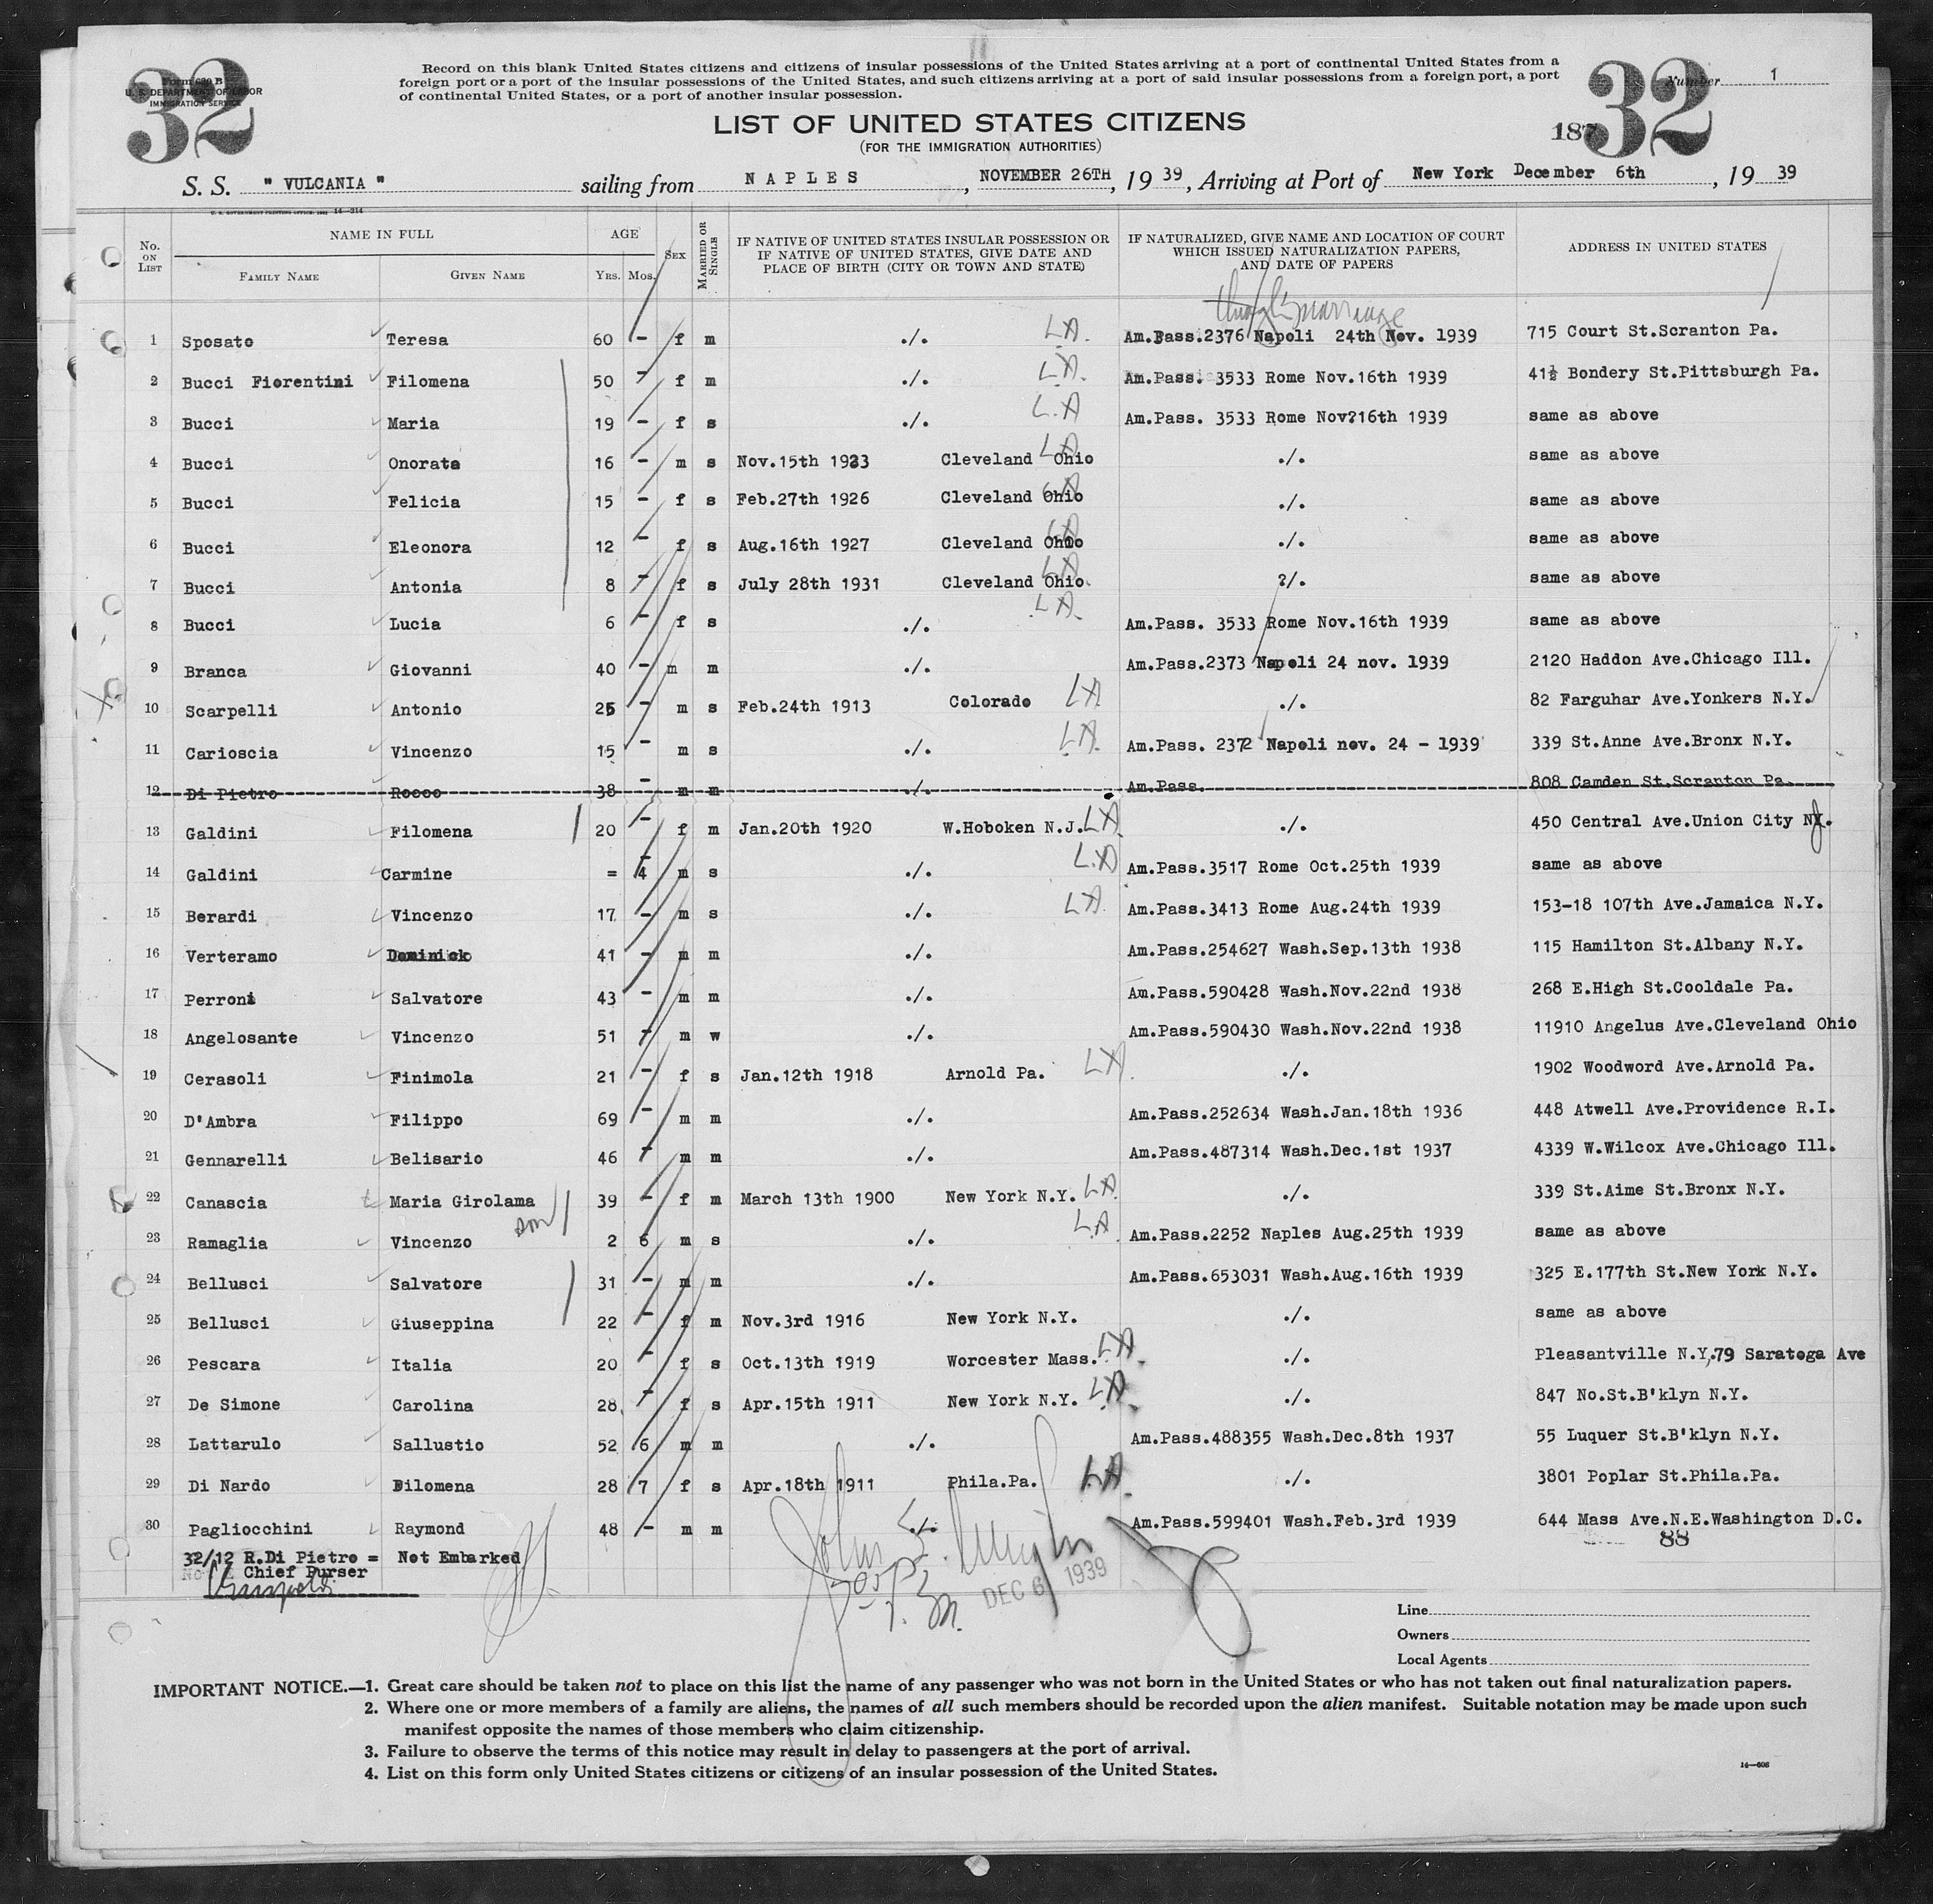 32
Form 630 B
U. S. DEPARTMENT OF LABOR
IMMIGRATION SERVICE
Record on this blank United States citizens and citizens of insular possessions of the United States arriving at a port of continental United States from a
foreign port or a port of the insular possessions of the United States, and such citizens arriving at a port of said insular possessions from a foreign port, a port
of continental United States, or a port of another insular possession.
Number 1
32
187
LIST OF UNITED STATES CITIZENS
(FOR THE IMMIGRATION AUTHORITIES)
S. S. " VULCANIA " sailing from NAPLES, NOVEMBER 26TH, 19 39, Arriving at Port of New York December 6th, 19 39
U. S. GOVERNMENT PRINTING OFFICE: 1931 14—214
No. ON LIST NAME IN FULL FAMILY NAME GIVEN NAME AGE YRS. MOS. SEX MARRIED OR SINGLE IF NATIVE OF UNITED STATES INSULAR POSSESSION OR IF NATIVE OF UNITED STATES, GIVE DATE AND PLACE OF BIRTH (CITY OR TOWN AND STATE) IF NATURALIZED, GIVE NAME AND LOCATION OF COURT WHICH ISSUED NATURALIZATION PAPERS, AND DATE OF PAPERS ADDRESS IN UNITED STATES
through marriage
1 Sposato Teresa 60 - f m ./. L.A. Am.Pass.2376 Napoli 24th Nov. 1939 715 Court St.Scranton Pa.
2 Bucci Fiorentini Filomena 50 - f m ./. L.A. Am.Pass. 3533 Rome Nov.16th 1939 41½ Bondery St.Pittsburgh Pa.
3 Bucci Maria 19 - f s ./. L.A Am.Pass. 3533 Rome Nov?16th 1939 same as above
4 Bucci Onorata 16 - m s Nov.15th 1923 Cleveland Ohio LA ./. same as above
5 Bucci Felicia 15 - f s Feb.27th 1926 Cleveland Ohio LA ./. same as above
6 Bucci Eleonora 12 - f s Aug.16th 1927 Cleveland Ohio LA ./. same as above
7 Bucci Antonia 8 - f s July 28th 1931 Cleveland Ohio. LA ?/. same as above
8 Bucci Lucia 6 - f s ./. L.A. Am.Pass. 3533 Rome Nov.16th 1939 same as above
9 Branca Giovanni 40 - m m ./. Am.Pass.2373 Napoli 24 nov. 1939 2120 Haddon Ave.Chicago Ill.
10 Scarpelli Antonio 25 - m s Feb.24th 1913 Colorado LA ./. 82 Farguhar Ave.Yonkers N.Y.
11 Carioscia Vincenzo 15 - m s ./. LA. Am.Pass. 2372 Napoli nov. 24 - 1939 339 St.Anne Ave.Bronx N.Y.
12 Di Pietro Rocco 38 - m m ./. Am.Pass. 808 Camden St.Scranton Pa.
13 Galdini Filomena 20 - f m Jan.20th 1920 W.Hoboken N.J. LA ./. 450 Central Ave.Union City NJ.
14 Galdini Carmine = 4 m s ./. L.A Am.Pass.3517 Rome Oct.25th 1939 same as above
15 Berardi Vincenzo 17 - m s ./. LA. Am.Pass.3413 Rome Aug.24th 1939 153-18 107th Ave.Jamaica N.Y.
16 Verteramo Dominick 41 - m m ./. Am.Pass.254627 Wash.Sep.13th 1938 115 Hamilton St.Albany N.Y.
17 Perroni Salvatore 43 - m m ./. Am.Pass.590428 Wash.Nov.22nd 1938 268 E.High St.Cooldale Pa.
18 Angelosante Vincenzo 51 - m w ./. Am.Pass.590430 Wash.Nov.22nd 1938 11910 Angelus Ave.Cleveland Ohio
19 Cerasoli Finimola 21 - f s Jan.12th 1918 Arnold Pa. LA. ./. 1902 Woodword Ave.Arnold Pa.
20 D'Ambra Filippo 69 - m m ./. Am.Pass.252634 Wash.Jan.18th 1936 448 Atwell Ave.Providence R.I.
21 Gennarelli Belisario 46 - m m ./. Am.Pass.487314 Wash.Dec.1st 1937 4339 W.Wilcox Ave.Chicago Ill.
22 Canascia Maria Girolama 39 - f m March 13th 1900 New York N.Y. LA ./. 339 St.Aime St.Bronx N.Y.
23 Ramaglia Vincenzo son 2 6 m s ./. L.A Am.Pass.2252 Naples Aug.25th 1939 same as above
24 Bellusci Salvatore 31 - m m ./. Am.Pass.653031 Wash.Aug.16th 1939 325 E.177th St.New York N.Y.
25 Bellusci Giuseppina 22 - f m Nov.3rd 1916 New York N.Y. ./. same as above
26 Pescara Italia 20 - f s Oct.13th 1919 Worcester Mass. LA. ./. Pleasantville N.Y,.79 Saratoga Ave
27 De Simone Carolina 28 - f s Apr.15th 1911 New York N.Y. LA. ./. 847 No.St.B'klyn N.Y.
28 Lattarulo Sallustio 52 6 m m ./. Am.Pass.488355 Wash.Dec.8th 1937 55 Luquer St.B'klyn N.Y.
29 Di Nardo Dilomena 28 7 f s Apr.18th 1911 Phila.Pa. LA. ./. 3801 Poplar St.Phila.Pa.
30 Pagliocchini Raymond 48 - m m ./. Am.Pass.599401 Wash.Feb.3rd 1939 644 Mass Ave.N.E.Washington D.C.
88
32/12 R.Di Pietro = Not Embarked
Chief Purser
DEC 6 1939
Line
Owners
Local Agents
IMPORTANT NOTICE.—1. Great care should be taken not to place on this list the name of any passenger who was not born in the United States or who has not taken out final naturalization papers.
2. Where one or more members of a family are aliens, the names of all such members should be recorded upon the alien manifest. Suitable notation may be made upon such
manifest opposite the names of those members who claim citizenship.
3. Failure to observe the terms of this notice may result in delay to passengers at the port of arrival.
4. List on this form only United States citizens or citizens of an insular possession of the United States.
14—608